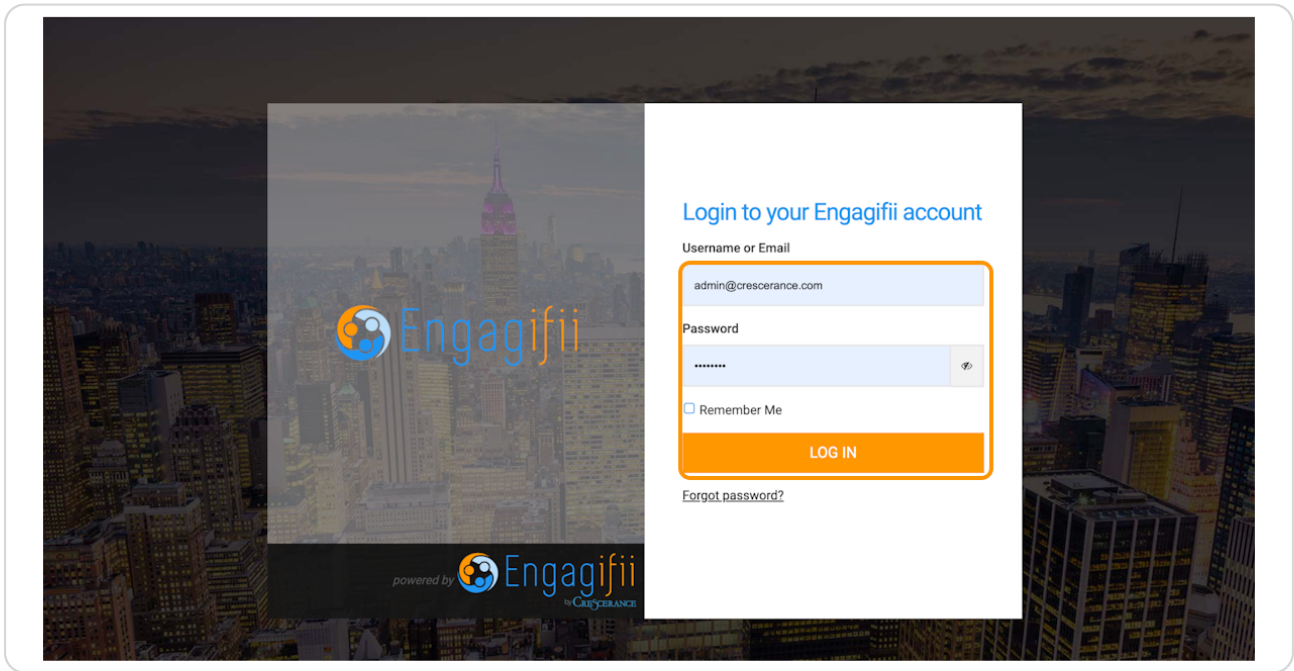 Engagifii
powered by Engagifii
by CRESCERANCE
Login to your Engagifii account
Username or Email
admin@crescerance.com
Password
••••••••
Remember Me
LOG IN
Forgot password?